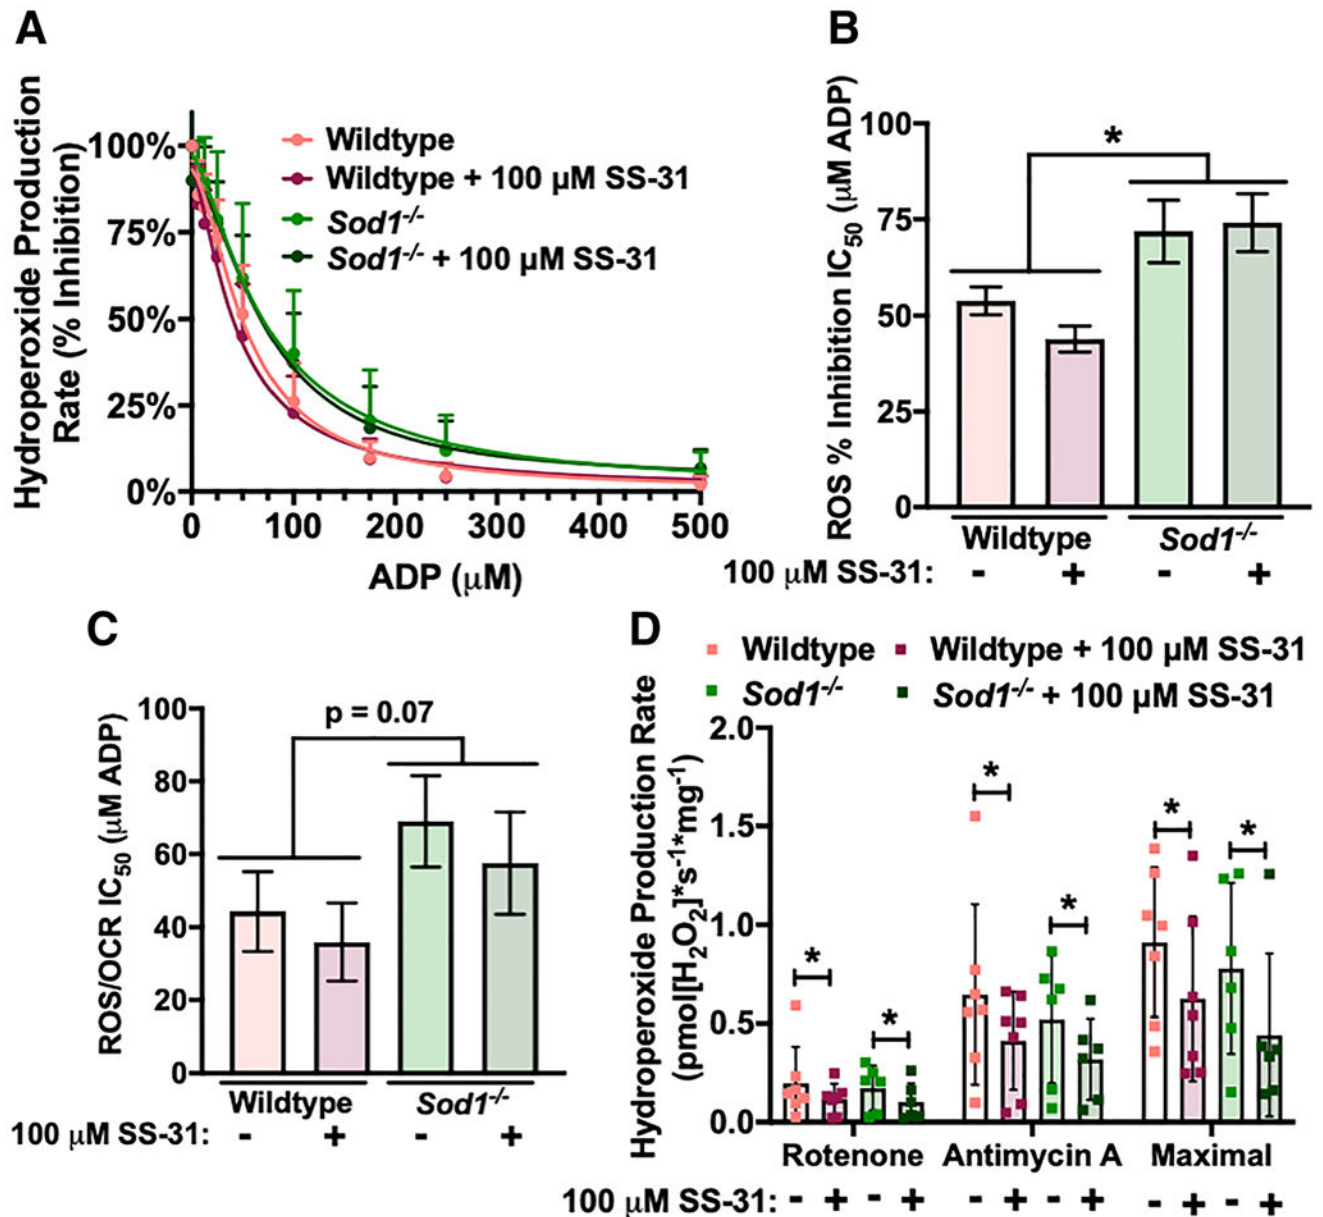 A
Hydroperoxide Production
Rate (% Inhibition)
100%
75%
50%
25%
0%
Wildtype
Wildtype + 100 µM SS-31
Sod1-/-
Sod1-/- + 100 µM SS-31
0 100 200 300 400 500
ADP (µM)
B
ROS % Inhibition IC50 (µM ADP)
100
75
50
25
0
*
Wildtype Sod1-/-
100 µM SS-31: - + - +
C
ROS/OCR IC50 (µM ADP)
100
80
60
40
20
0
p = 0.07
Wildtype Sod1-/-
100 µM SS-31: - + - +
D
Wildtype Wildtype + 100 µM SS-31
Sod1-/- Sod1-/- + 100 µM SS-31
Hydroperoxide Production Rate
(pmol[H2O2]*s-1*mg-1)
2.0
1.5
1.0
0.5
0.0
* * * * * *
Rotenone Antimycin A Maximal
100 µM SS-31: - + - + - + - + - + - +